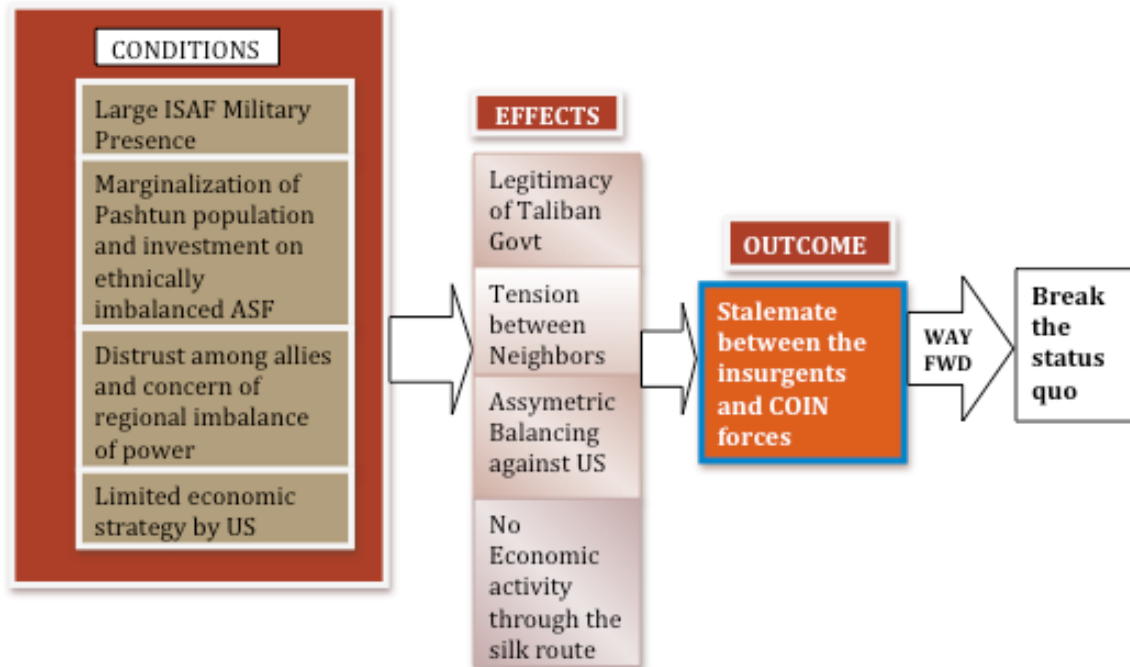 CONDITIONS
Large ISAF Military
Presence
Marginalization of
Pashtun population
and investment on
ethnically
imbalanced ASF
Distrust among allies
and concern of
regional imbalance
of power
Limited economic
strategy by US
EFFECTS
Legitimacy
of Taliban
Govt
Tension
between
Neighbors
Assymetric
Balancing
against US
No
Economic
activity
through the
silk route
OUTCOME
Stalemate
between the
insurgents
and COIN
forces
WAY
FWD
Break
the
status
quo